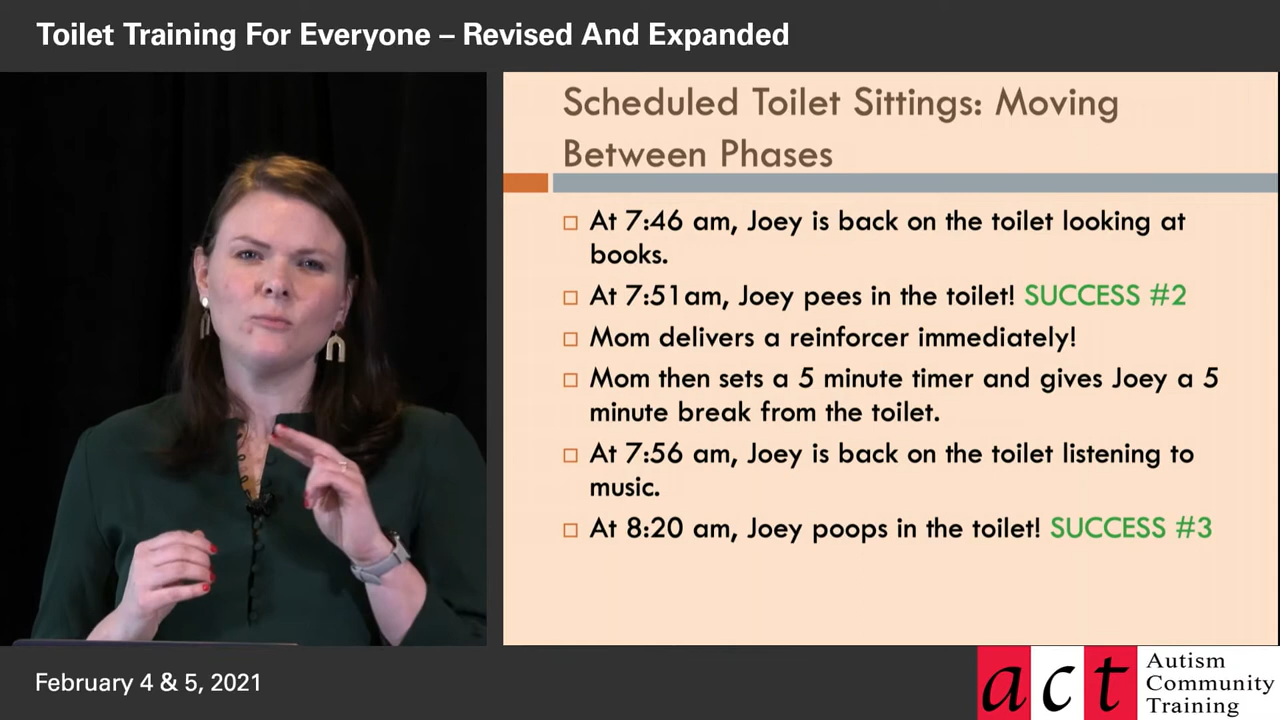 Toilet Training For Everyone – Revised And Expanded
Scheduled Toilet Sittings: Moving
Between Phases
At 7:46 am, Joey is back on the toilet looking at
books.
At 7:51am, Joey pees in the toilet! SUCCESS #2
Mom delivers a reinforcer immediately!
Mom then sets a 5 minute timer and gives Joey a 5
minute break from the toilet.
At 7:56 am, Joey is back on the toilet listening to
music.
At 8:20 am, Joey poops in the toilet! SUCCESS #3
February 4 & 5, 2021
act
Autism
Community
Training